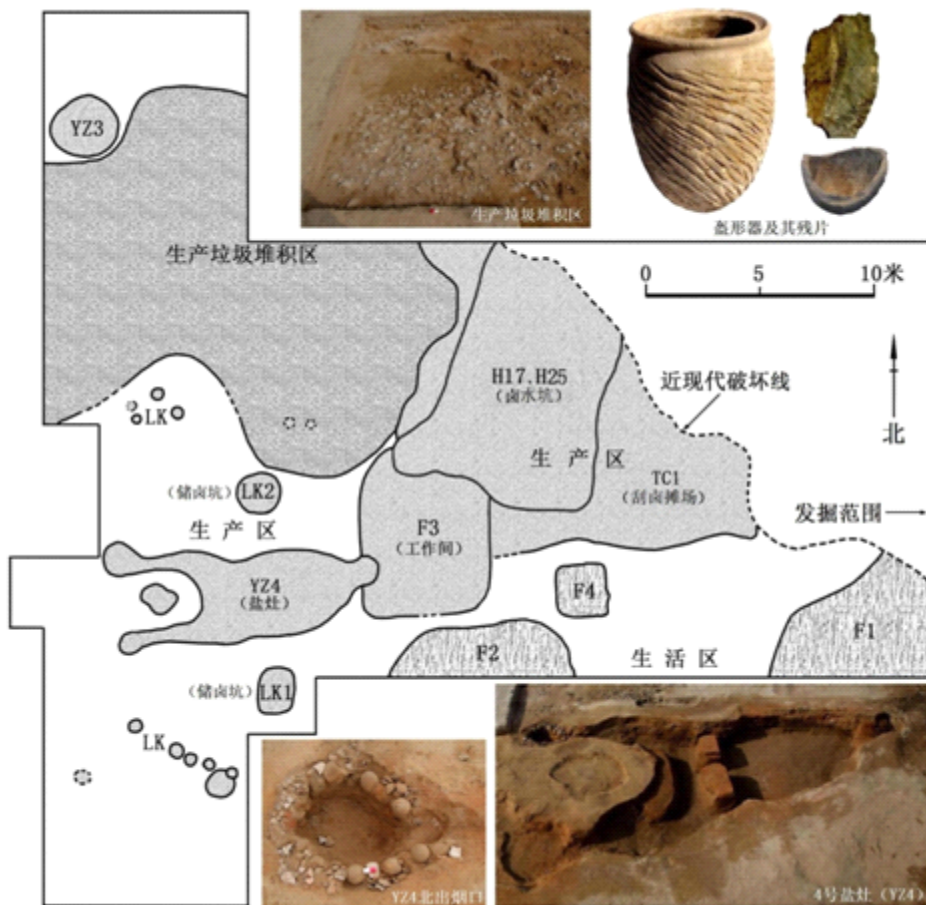 YZ3
生产垃圾堆积区
盔形器及其残片
生产垃圾堆积区
0 5 10米
H17、H25
(卤水坑)
近现代破坏线
北
LK
生 产 区
TC1
(刮卤摊场)
(储卤坑)
LK2
发掘范围
生 产 区
F3
(工作间)
YZ4
(盐灶)
F4
F1
F2
生 活 区
(储卤坑)
LK1
LK
YZ4北出烟口
4号盐灶（YZ4）